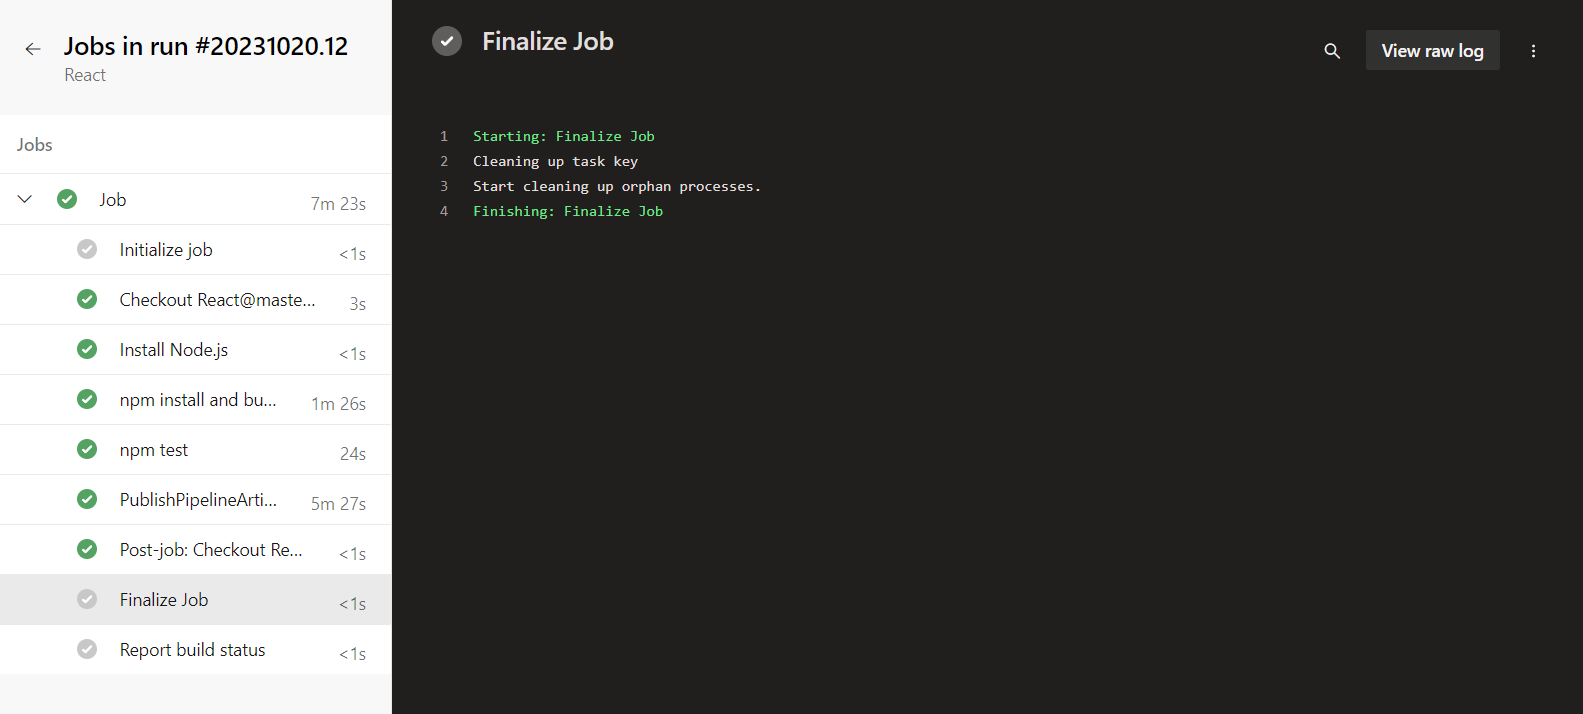 Jobs in run #20231020.12
React
Jobs
Job 7m 23s
Initialize job <1s
Checkout React@maste... 3s
Install Node.js <1s
npm install and bu... 1m 26s
npm test 24s
PublishPipelineArti... 5m 27s
Post-job: Checkout Re... <1s
Finalize Job <1s
Report build status <1s
Finalize Job
View raw log
1 Starting: Finalize Job
2 Cleaning up task key
3 Start cleaning up orphan processes.
4 Finishing: Finalize Job